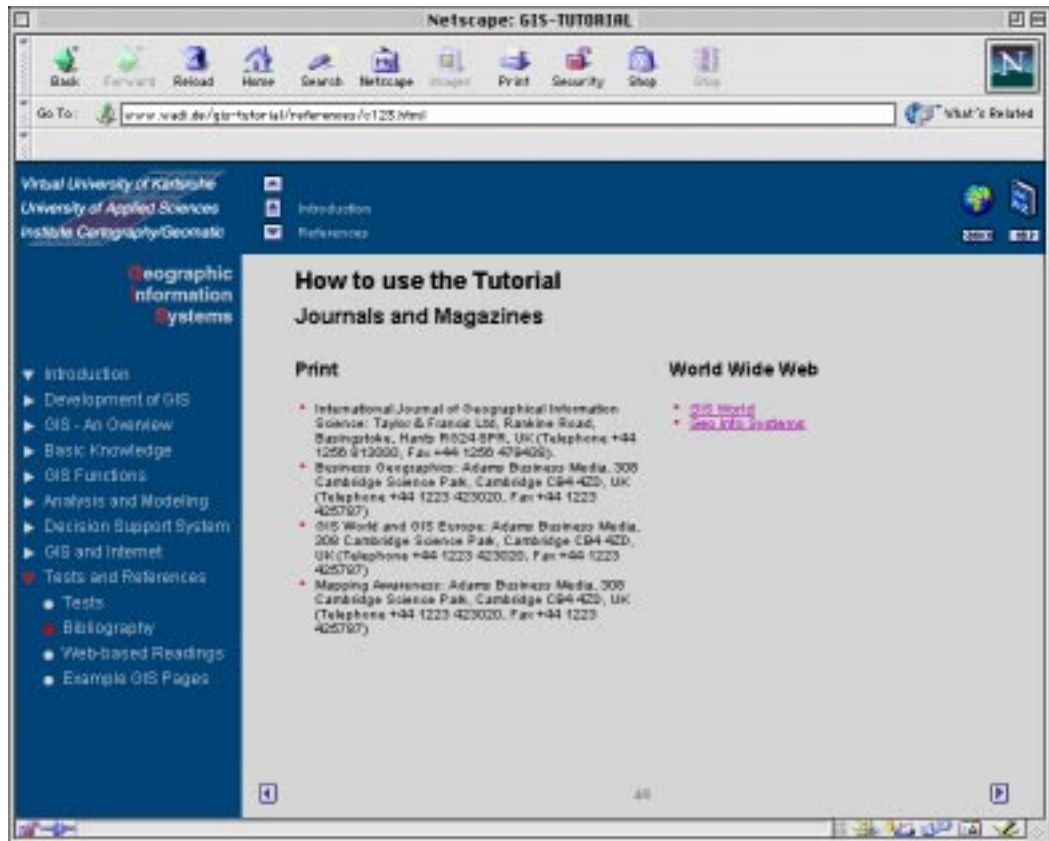 Netscape: GIS-TUTORIAL
Back Forward Reload Home Search Netscape Images Print Security Shop Stop
Go To: www.vadi.de/gis-tutorial/references/c123.html What's Related
Virtual University of Karlsruhe
University of Applied Sciences
Institute Cartography/Geomatic
Introduction
References
Geographic
Information
Systems
Introduction
Development of GIS
GIS - An Overview
Basic Knowledge
GIS Functions
Analysis and Modeling
Decision Support System
GIS and Internet
Tests and References
Tests
Bibliography
Web-based Readings
Example GIS Pages
How to use the Tutorial
Journals and Magazines
Print
International Journal of Geographical Information
Science: Taylor & Francis Ltd, Rankine Road,
Basingstoke, Hants RG24 8PR, UK (Telephone +44
1256 813000, Fax +44 1256 479438).
Business Geographics: Adams Business Media, 308
Cambridge Science Park, Cambridge CB4 4ZD, UK
(Telephone +44 1223 423020, Fax +44 1223
425787)
GIS World and GIS Europe: Adams Business Media,
308 Cambridge Science Park, Cambridge CB4 4ZD,
UK (Telephone +44 1223 423020, Fax +44 1223
425787)
Mapping Awareness: Adams Business Media, 308
Cambridge Science Park, Cambridge CB4 4ZD, UK
(Telephone +44 1223 423020, Fax +44 1223
425787)
World Wide Web
GIS World
Geo Info Systems